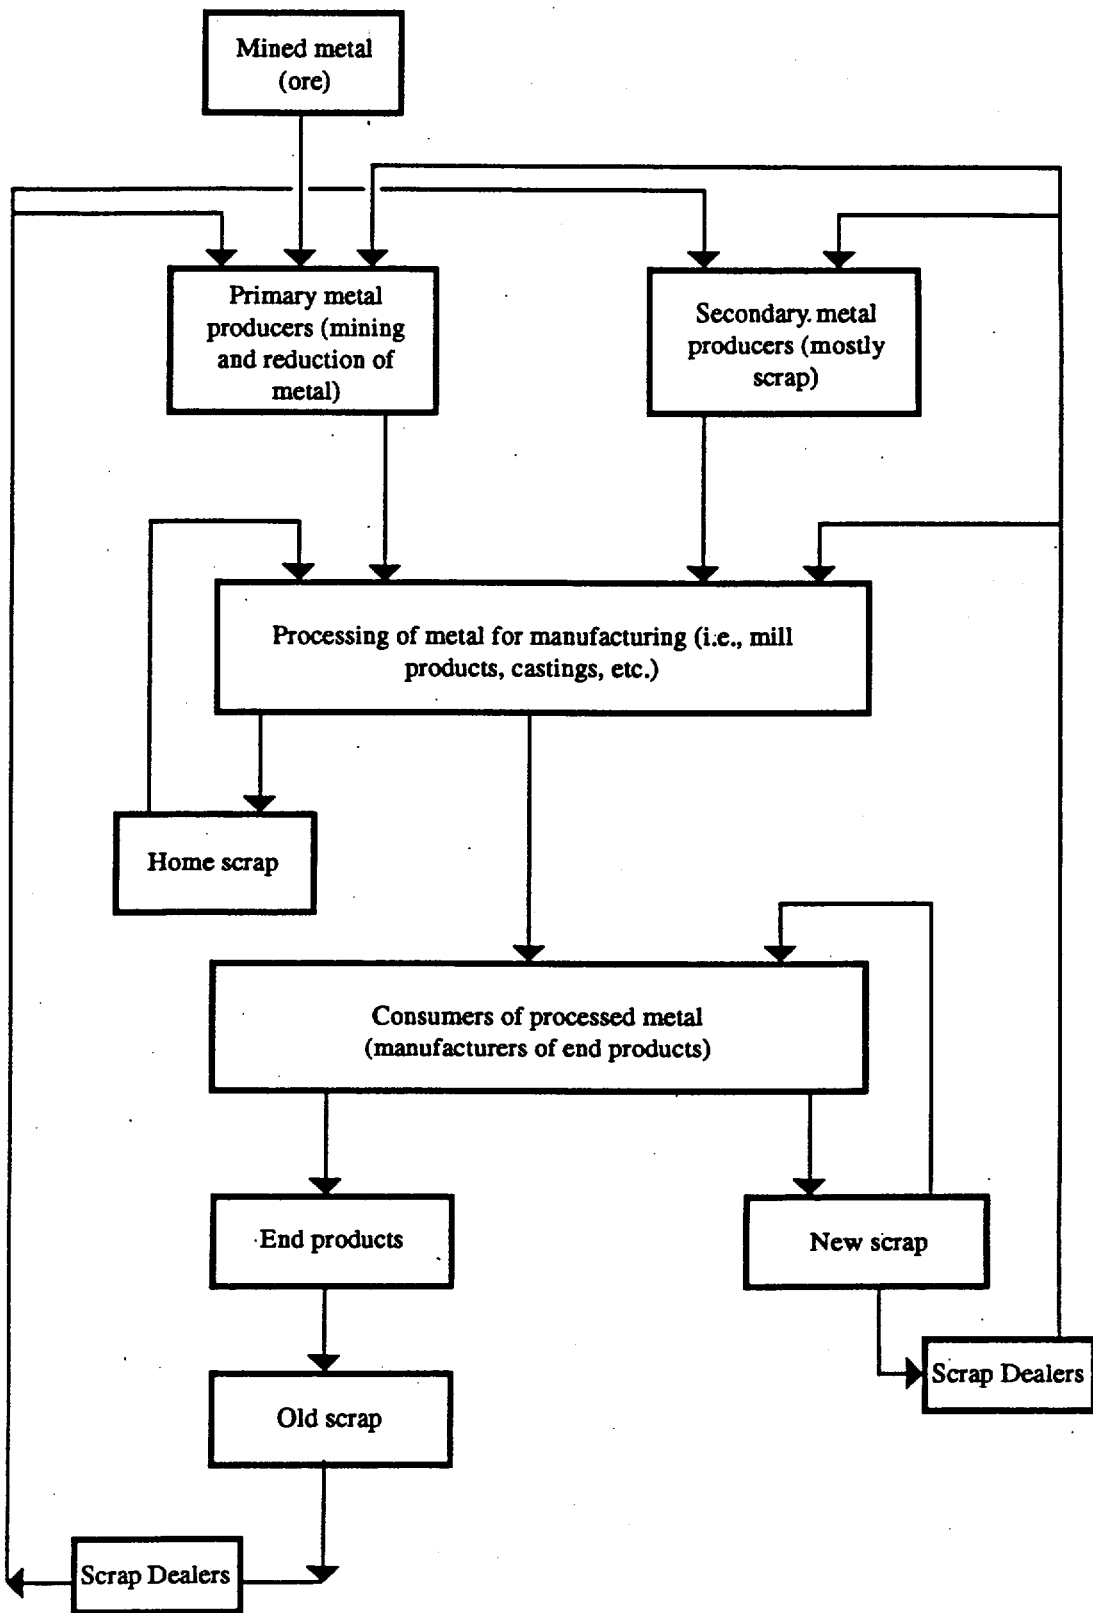 Mined metal
(ore)
Primary metal
producers (mining
and reduction of
metal)
Secondary. metal
producers (mostly
scrap)
Processing of metal for manufacturing (i.e., mill
products, castings, etc.)
Home scrap
Consumers of processed metal
(manufacturers of end products)
End products
New scrap
Scrap Dealers
Old scrap
Scrap Dealers